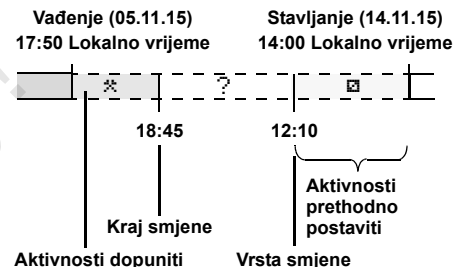 Vađenje (05.11.15)
17:50 Lokalno vrijeme
Stavljanje (14.11.15)
14:00 Lokalno vrijeme
?
18:45
12:10
Aktivnosti
prethodno
postaviti
Kraj smjene
Aktivnosti dopuniti
Vrsta smjene